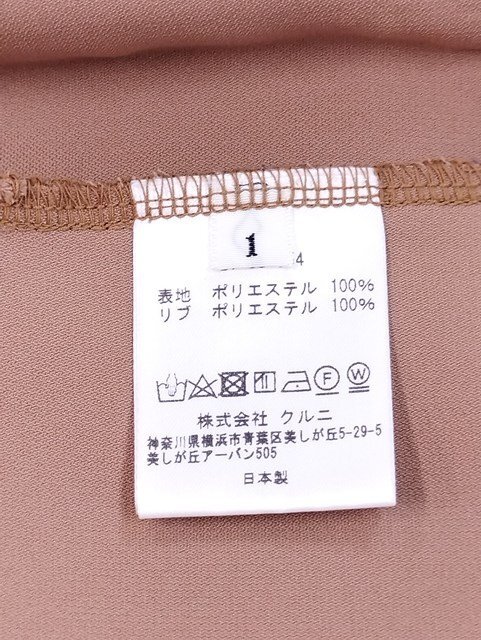 1
4
表地 ポリエステル 100%
リブ ポリエステル 100%
F W
株式会社 クルニ
神奈川県横浜市青葉区美しが丘5-29-5
美しが丘アーバン505
日本製